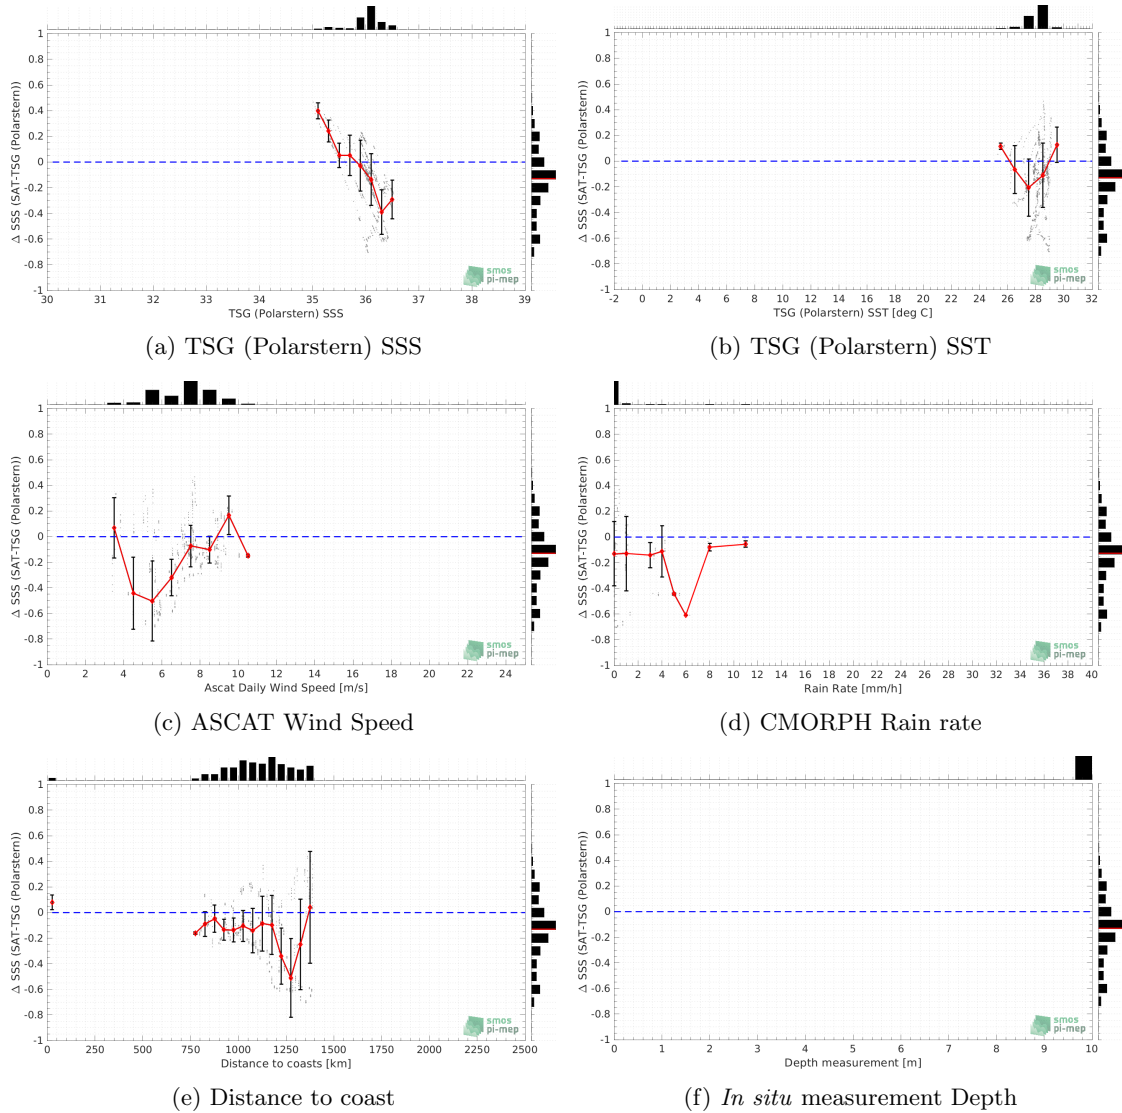 1
0.8
0.6
0.4
0.2
0
-0.2
-0.4
-0.6
-0.8
-1
Δ SSS (SAT-TSG (Polarstern))
30 31 32 33 34 35 36 37 38 39
TSG (Polarstern) SSS
smos
pi-mep
(a) TSG (Polarstern) SSS
1
0.8
0.6
0.4
0.2
0
-0.2
-0.4
-0.6
-0.8
-1
Δ SSS (SAT-TSG (Polarstern))
-2 0 2 4 6 8 10 12 14 16 18 20 22 24 26 28 30 32
TSG (Polarstern) SST [deg C]
smos
pi-mep
(b) TSG (Polarstern) SST
1
0.8
0.6
0.4
0.2
0
-0.2
-0.4
-0.6
-0.8
-1
Δ SSS (SAT-TSG (Polarstern))
0 2 4 6 8 10 12 14 16 18 20 22 24
Ascat Daily Wind Speed [m/s]
smos
pi-mep
(c) ASCAT Wind Speed
1
0.8
0.6
0.4
0.2
0
-0.2
-0.4
-0.6
-0.8
-1
Δ SSS (SAT-TSG (Polarstern))
0 2 4 6 8 10 12 14 16 18 20 22 24 26 28 30 32 34 36 38 40
Rain Rate [mm/h]
smos
pi-mep
(d) CMORPH Rain rate
1
0.8
0.6
0.4
0.2
0
-0.2
-0.4
-0.6
-0.8
-1
Δ SSS (SAT-TSG (Polarstern))
0 250 500 750 1000 1250 1500 1750 2000 2250 2500
Distance to coasts [km]
smos
pi-mep
(e) Distance to coast
1
0.8
0.6
0.4
0.2
0
-0.2
-0.4
-0.6
-0.8
-1
Δ SSS (SAT-TSG (Polarstern))
0 1 2 3 4 5 6 7 8 9 10
Depth measurement [m]
smos
pi-mep
(f) In situ measurement Depth